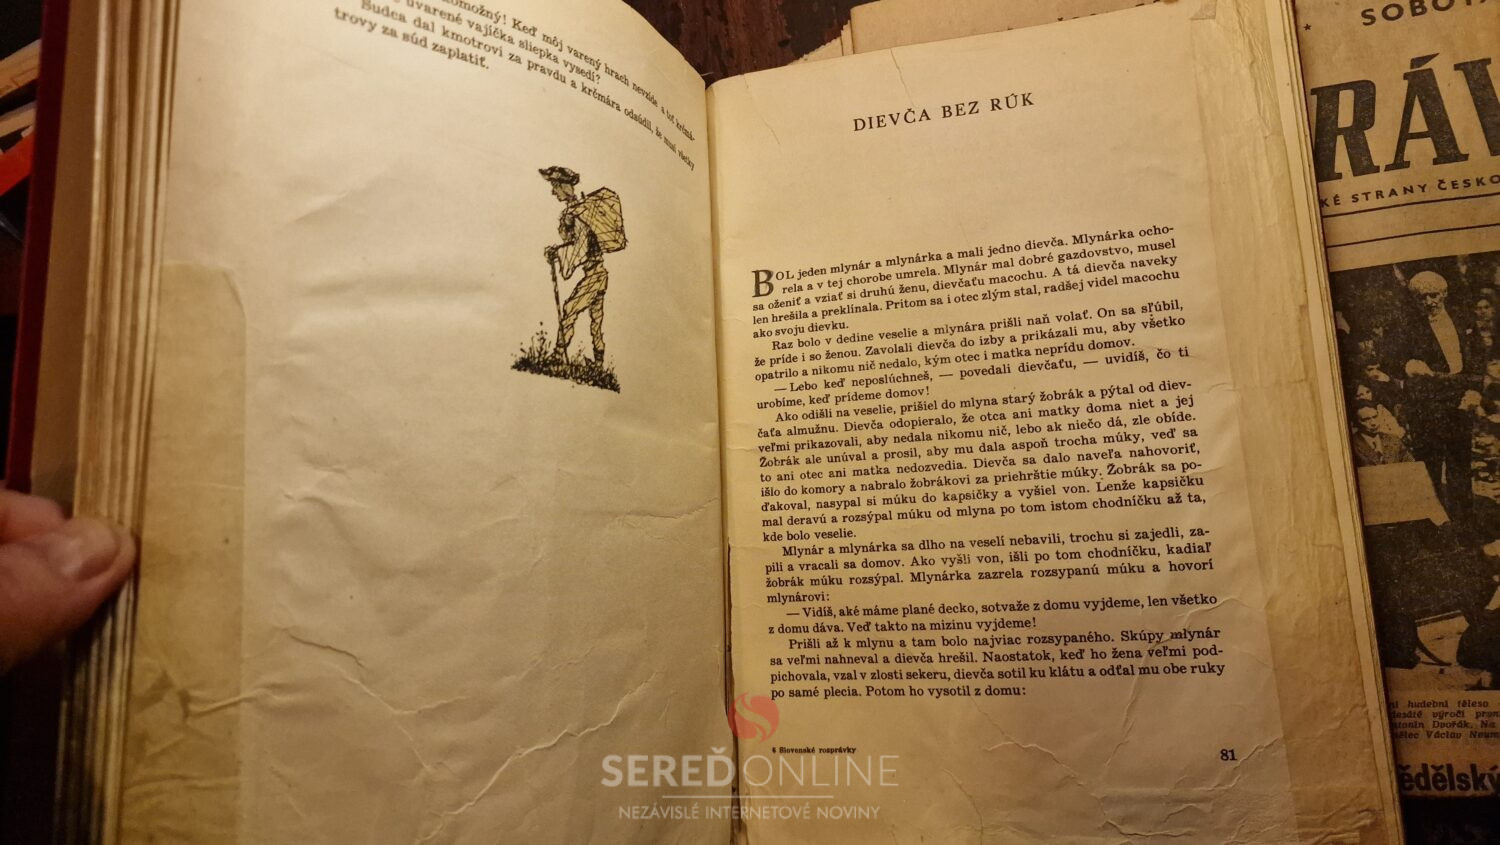 možný! Keď môj varený hrach nevzíde a tot krčmá-
uvarené vajíčka sliepka vysedí?
Sudca dal kmotrovi za pravdu a krčmára odsúdil, že musí všetky
trovy za súd zaplatiť.
DIEVČA BEZ RÚK
BOL jeden mlynár a mlynárka a mali jedno dievča. Mlynárka ocho-
rela a v tej chorobe umrela. Mlynár mal dobré gazdovstvo, musel
sa oženiť a vziať si druhú ženu, dievčaťu macochu. A tá dievča naveky
len hrešila a preklínala. Pritom sa i otec zlým stal, radšej videl macochu
ako svoju dievku.
Raz bolo v dedine veselie a mlynára prišli naň volať. On sa sľúbil,
že príde i so ženou. Zavolali dievča do izby a prikázali mu, aby všetko
opatrilo a nikomu nič nedalo, kým otec i matka neprídu domov.
— Lebo keď neposlúchneš, — povedali dievčaťu, — uvidíš, čo ti
urobíme, keď prídeme domov!
Ako odišli na veselie, prišiel do mlyna starý žobrák a pýtal od diev-
čaťa almužnu. Dievča odopieralo, že otca ani matky doma niet a jej
veľmi prikazovali, aby nedala nikomu nič, lebo ak niečo dá, zle obíde.
Žobrák ale unúval a prosil, aby mu dala aspoň trocha múky, veď sa
to ani otec ani matka nedozvedia. Dievča sa dalo naveľa nahovoriť,
išlo do komory a nabralo žobrákovi za priehrštie múky. Žobrák sa po-
ďakoval, nasypal si múku do kapsičky a vyšiel von. Lenže kapsičku
mal deravú a rozsýpal múku od mlyna po tom istom chodníčku až ta,
kde bolo veselie.
Mlynár a mlynárka sa dlho na veselí nebavili, trochu si zajedli, za-
pili a vracali sa domov. Ako vyšli von, išli po tom chodníčku, kadiaľ
žobrák múku rozsýpal. Mlynárka zazrela rozsypanú múku a hovorí
mlynárovi:
— Vidíš, aké máme plané decko, sotvaže z domu vyjdeme, len všetko
z domu dáva. Veď takto na mizinu vyjdeme!
Prišli až k mlynu a tam bolo najviac rozsypaného. Skúpy mlynár
sa veľmi nahneval a dievča hrešil. Naostatok, keď ho žena veľmi pod-
pichovala, vzal v zlosti sekeru, dievča sotil ku klátu a odťal mu obe ruky
po samé plecia. Potom ho vysotil z domu:
6 Slovenské rozprávky
81
SOBOTA
RÁV
KÉ STRANY ČESKO
ní hudební těleso
desáté výročí prvn
ntonín Dvořák. Na
ělec Václav Neum
ědělský
SEREĎONLINE
NEZÁVISLÉ INTERNETOVÉ NOVINY